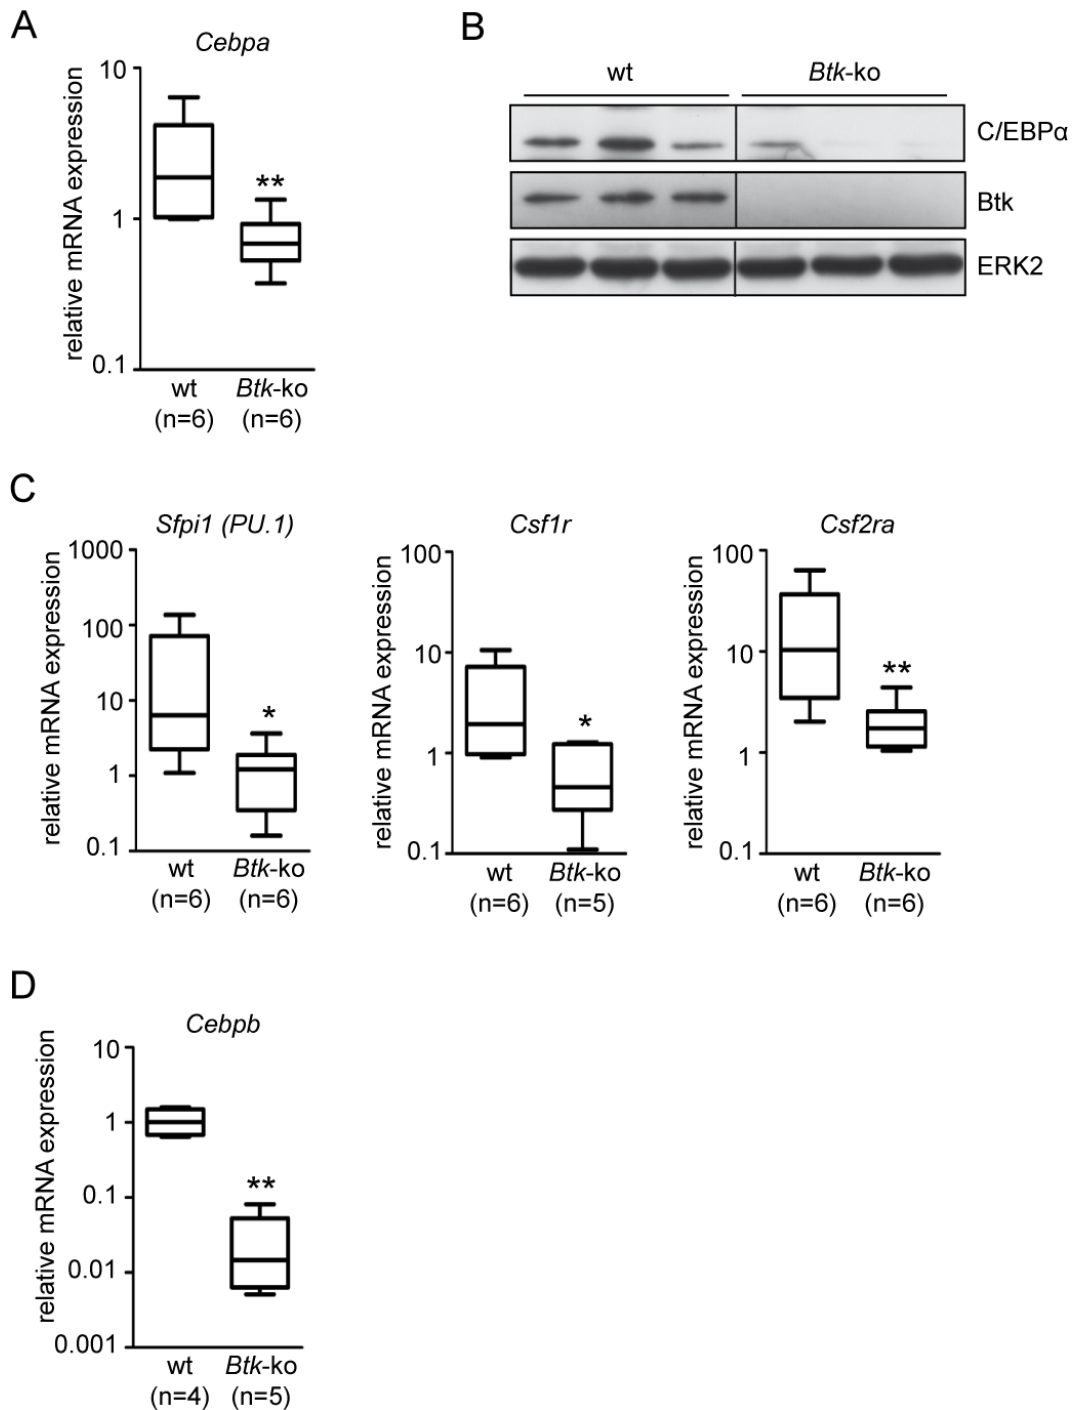 A
Cebpa
relative mRNA expression
10
1
0.1
**
wt
(n=6)
Btk-ko
(n=6)
B
wt
Btk-ko
C/EBPα
Btk
ERK2
C
Sfpi1 (PU.1)
relative mRNA expression
1000
100
10
1
0.1
*
wt
(n=6)
Btk-ko
(n=6)
Csf1r
relative mRNA expression
100
10
1
0.1
*
wt
(n=6)
Btk-ko
(n=5)
Csf2ra
relative mRNA expression
100
10
1
0.1
**
wt
(n=6)
Btk-ko
(n=6)
D
Cebpb
relative mRNA expression
10
1
0.1
0.01
0.001
**
wt
(n=4)
Btk-ko
(n=5)